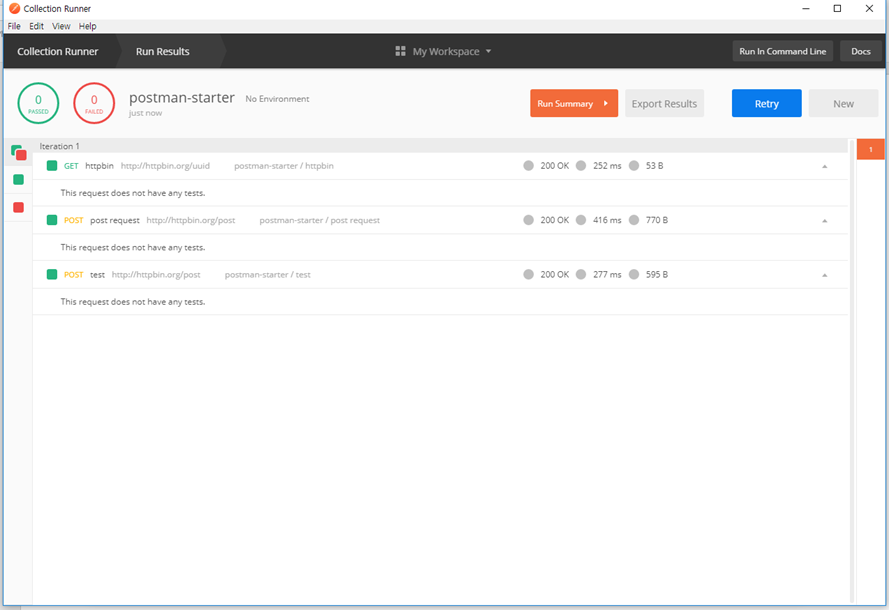 Collection Runner
File Edit View Help
Collection Runner Run Results My Workspace Run In Command Line Docs
0 PASSED 0 FAILED postman-starter No Environment just now Run Summary Export Results Retry New
Iteration 1 1
GET httpbin http://httpbin.org/uuid postman-starter / httpbin 200 OK 252 ms 53 B
This request does not have any tests.
POST post request http://httpbin.org/post postman-starter / post request 200 OK 416 ms 770 B
This request does not have any tests.
POST test http://httpbin.org/post postman-starter / test 200 OK 277 ms 595 B
This request does not have any tests.